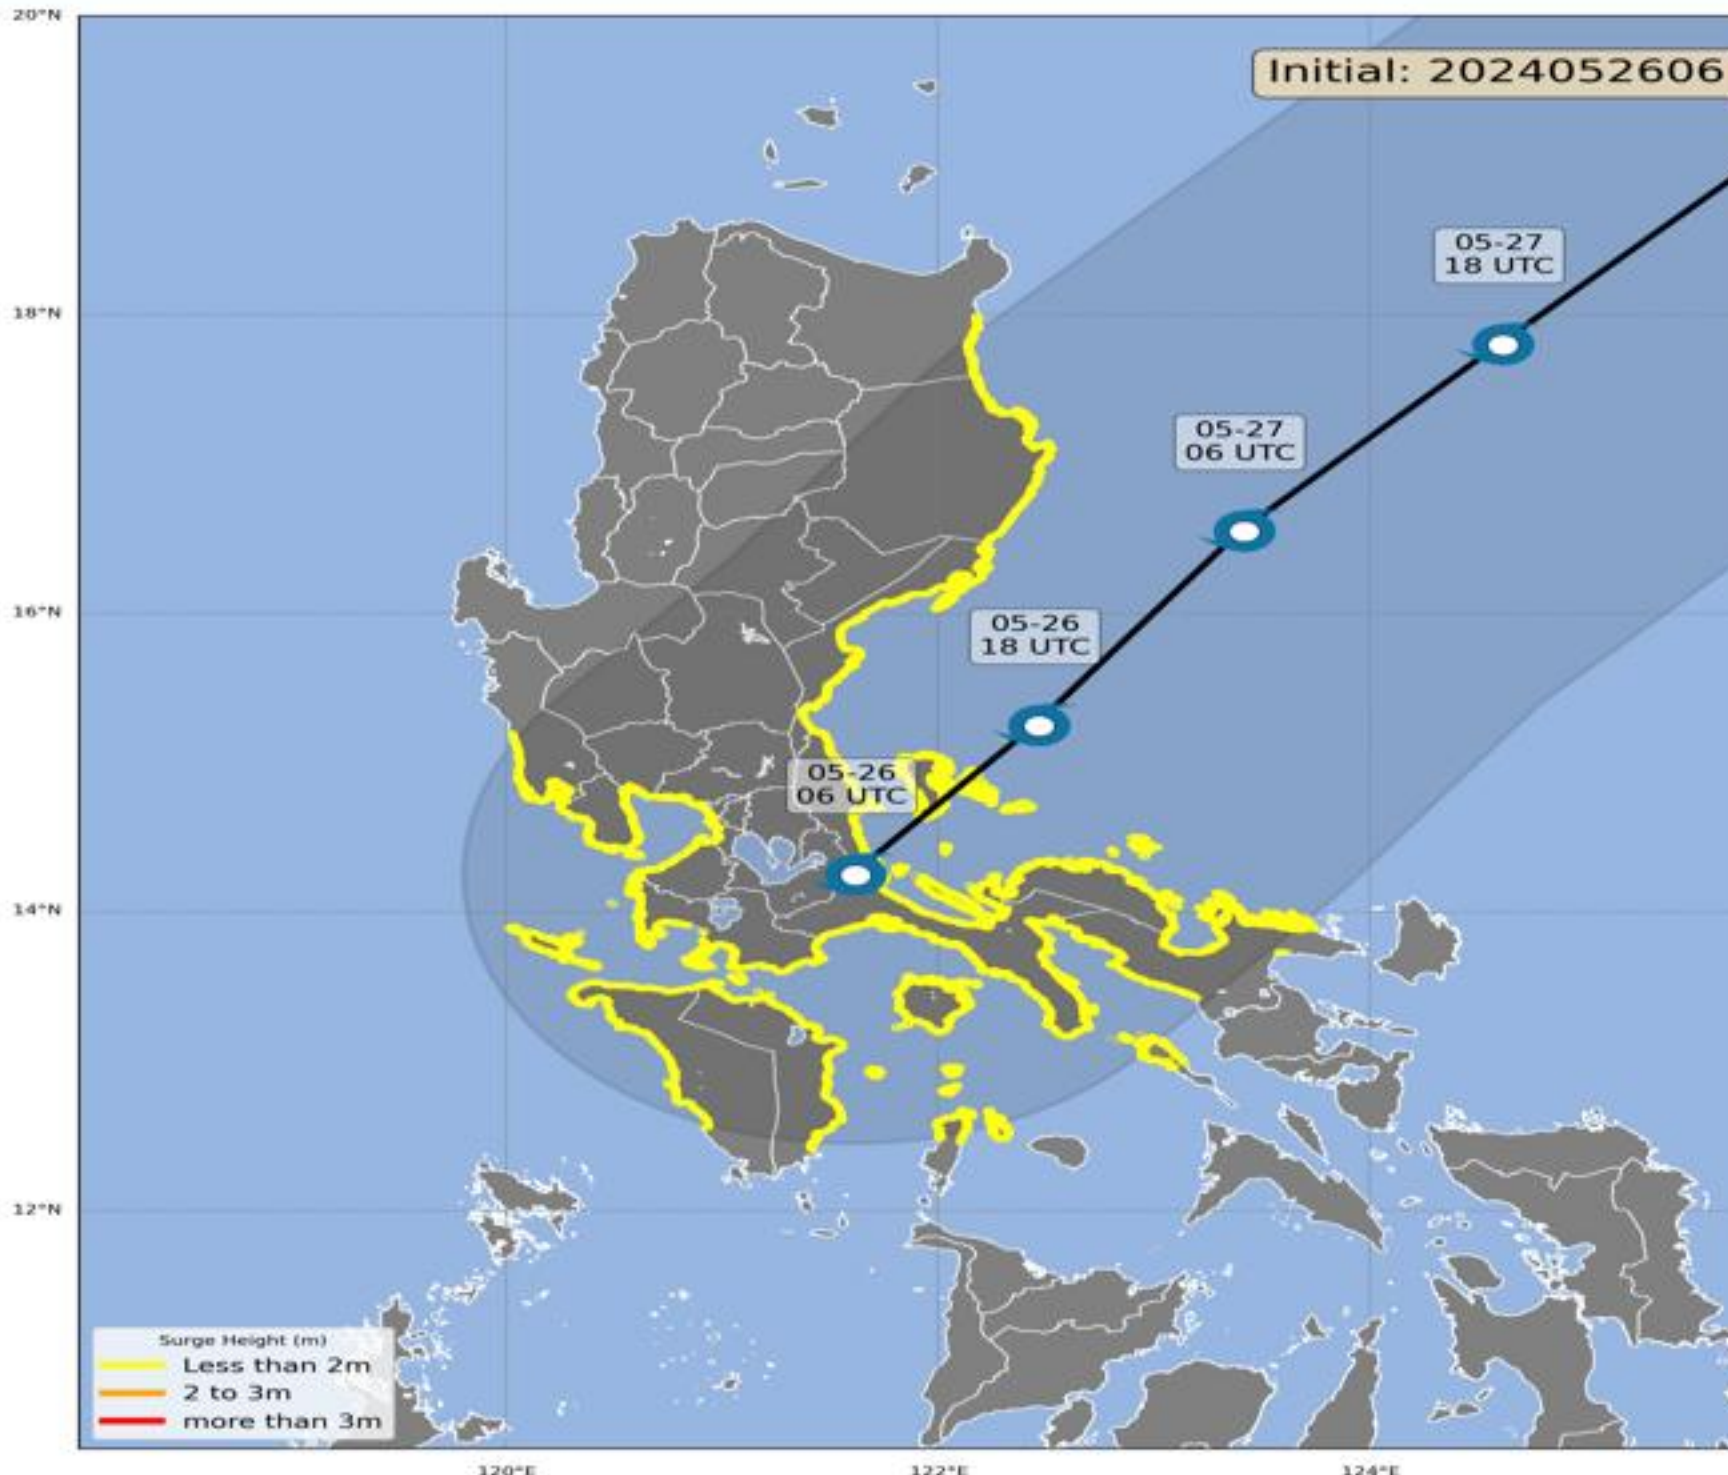 20°N
Initial: 2024052606
05-27
18 UTC
18°N
05-27
06 UTC
16°N
05-26
18 UTC
05-26
06 UTC
14°N
12°N
Surge Height (m)
Less than 2m
2 to 3m
more than 3m
120°E
122°E
124°E